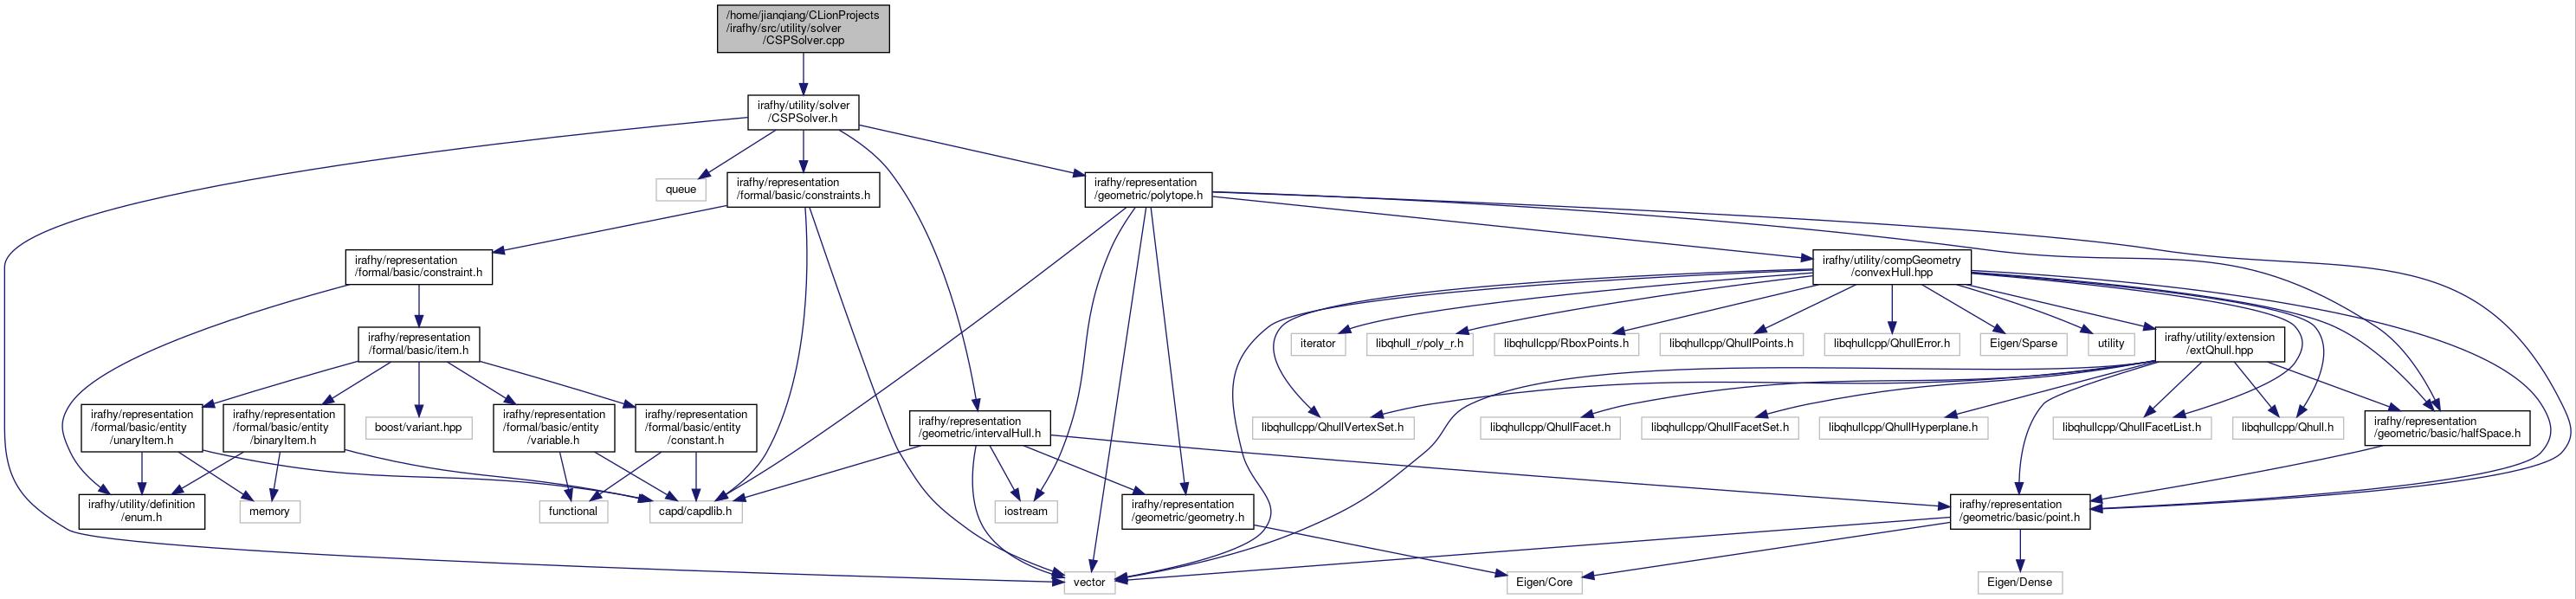 /home/jianqiang/CLionProjects
/irafhy/src/utility/solver
/CSPSolver.cpp
irafhy/utility/solver
/CSPSolver.h
queue
irafhy/representation
/formal/basic/constraints.h
irafhy/representation
/geometric/polytope.h
irafhy/representation
/formal/basic/constraint.h
irafhy/utility/compGeometry
/convexHull.hpp
irafhy/representation
/formal/basic/item.h
iterator
libqhull_r/poly_r.h
libqhullcpp/RboxPoints.h
libqhullcpp/QhullPoints.h
libqhullcpp/QhullError.h
Eigen/Sparse
utility
irafhy/utility/extension
/extQhull.hpp
irafhy/representation
/formal/basic/entity
/unaryItem.h
irafhy/representation
/formal/basic/entity
/binaryItem.h
boost/variant.hpp
irafhy/representation
/formal/basic/entity
/variable.h
irafhy/representation
/formal/basic/entity
/constant.h
irafhy/representation
/geometric/intervalHull.h
libqhullcpp/QhullVertexSet.h
libqhullcpp/QhullFacet.h
libqhullcpp/QhullFacetSet.h
libqhullcpp/QhullHyperplane.h
libqhullcpp/QhullFacetList.h
libqhullcpp/Qhull.h
irafhy/representation
/geometric/basic/halfSpace.h
irafhy/utility/definition
/enum.h
memory
functional
capd/capdlib.h
iostream
irafhy/representation
/geometric/geometry.h
irafhy/representation
/geometric/basic/point.h
vector
Eigen/Core
Eigen/Dense